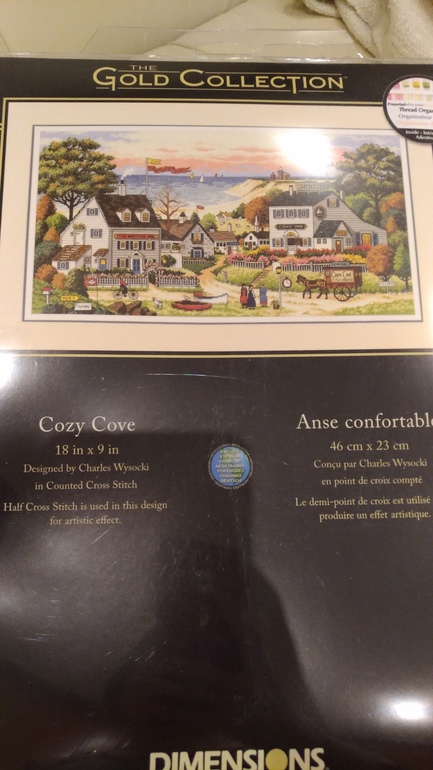 THE
GOLD COLLECTION
Thread Orga
Cozy Cove
18 in x 9 in
Designed by Charles Wysocki
in Counted Cross Stitch
Half Cross Stitch is used in this design
for artistic effect.
Anse confortable
46 cm x 23 cm
Conçu par Charles Wysocki
en point de croix compté
Le demi-point de croix est utilisé
produire un effet artistique.
DIMENSIONS